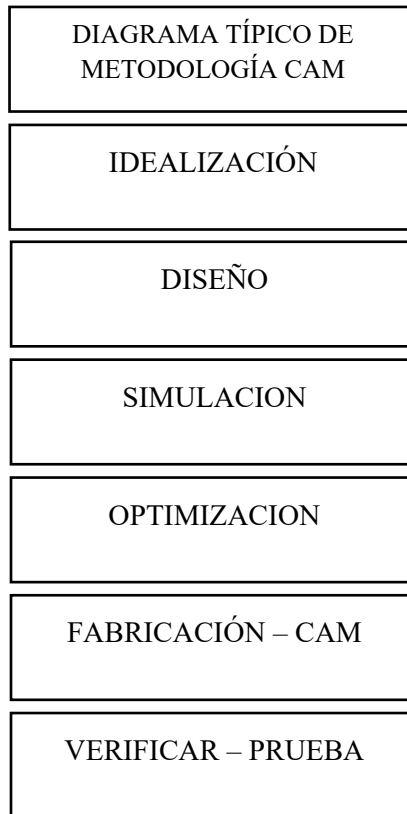 DIAGRAMA TÍPICO DE
METODOLOGÍA CAM
IDEALIZACIÓN
DISEÑO
SIMULACION
OPTIMIZACION
FABRICACIÓN – CAM
VERIFICAR – PRUEBA